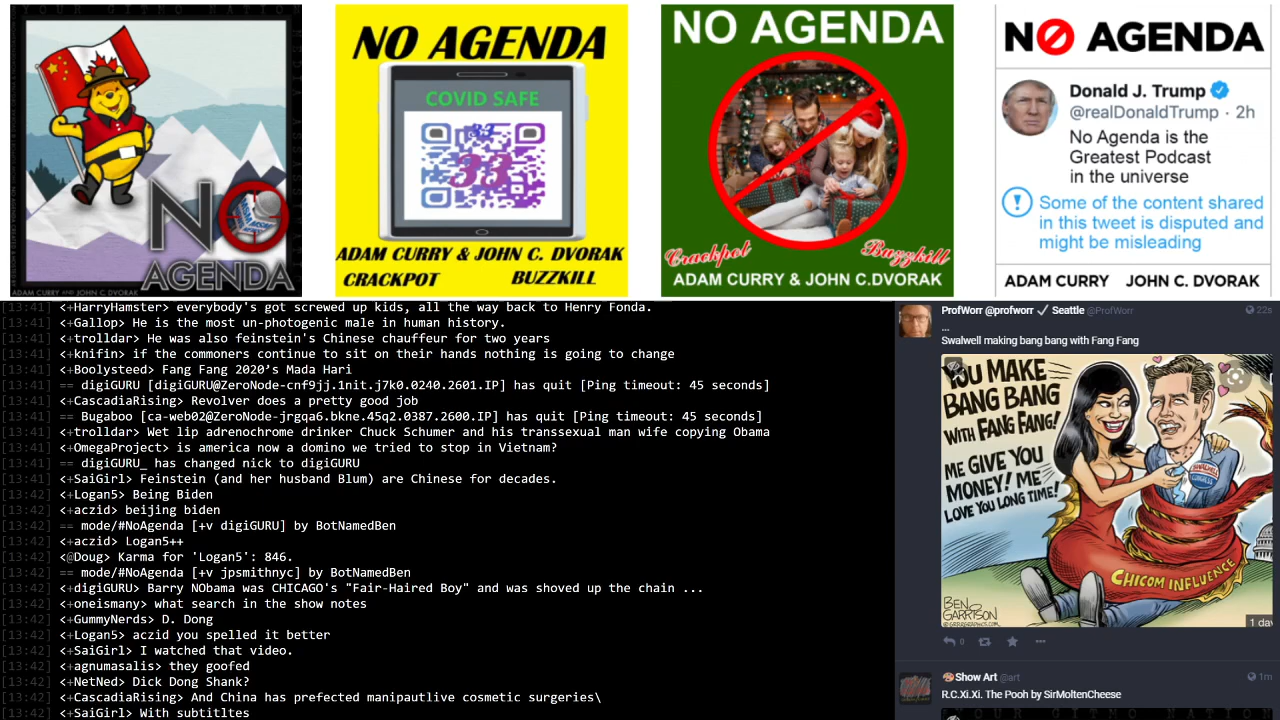 YOUR GITMO NATION
NO
AGENDA
ADAM CURRY AND JOHN C. DVORAK
NO AGENDA
COVID SAFE
33
ADAM CURRY & JOHN C. DVORAK
CRACKPOT BUZZKILL
NO AGENDA
Crackpot Buzzkill
ADAM CURRY & JOHN C.DVORAK
NO AGENDA
Donald J. Trump
@realDonaldTrump · 2h
No Agenda is the
Greatest Podcast
in the universe
Some of the content shared
in this tweet is disputed and
might be misleading
ADAM CURRY JOHN C. DVORAK
[13:41] <+HarryHamster> everybody's got screwed up kids, all the way back to Henry Fonda.
[13:41] <+Gallop> He is the most un-photogenic male in human history.
[13:41] <+trolldar> He was also feinstein's Chinese chauffeur for two years
[13:41] <+knifin> if the commoners continue to sit on their hands nothing is going to change
[13:41] <+Boolysteed> Fang Fang 2020's Mada Hari
[13:41] == digiGURU [digiGURU@ZeroNode-cnf9jj.1nit.j7k0.0240.2601.IP] has quit [Ping timeout: 45 seconds]
[13:41] <+CascadiaRising> Revolver does a pretty good job
[13:41] == Bugaboo [ca-web02@ZeroNode-jrgqa6.bkne.45q2.0387.2600.IP] has quit [Ping timeout: 45 seconds]
[13:41] <+trolldar> Wet lip adrenochrome drinker Chuck Schumer and his transsexual man wife copying Obama
[13:41] <+OmegaProject> is america now a domino we tried to stop in Vietnam?
[13:41] == digiGURU_ has changed nick to digiGURU
[13:41] <+SaiGirl> Feinstein (and her husband Blum) are Chinese for decades.
[13:42] <+Logan5> Being Biden
[13:42] <+aczid> beijing biden
[13:42] == mode/#NoAgenda [+v digiGURU] by BotNamedBen
[13:42] <+aczid> Logan5++
[13:42] <@Doug> Karma for 'Logan5': 846.
[13:42] == mode/#NoAgenda [+v jpsmithnyc] by BotNamedBen
[13:42] <+digiGURU> Barry NObama was CHICAGO's "Fair-Haired Boy" and was shoved up the chain ...
[13:42] <+oneismany> what search in the show notes
[13:42] <+GummyNerds> D. Dong
[13:42] <+Logan5> aczid you spelled it better
[13:42] <+SaiGirl> I watched that video.
[13:42] <+agnumasalis> they goofed
[13:42] <+NetNed> Dick Dong Shank?
[13:42] <+CascadiaRising> And China has prefected manipautlive cosmetic surgeries\
[13:42] <+SaiGirl> With subtitltes
ProfWorr @profworr ✓ Seattle @ProfWorr 22s
...
Swalwell making bang bang with Fang Fang
YOU MAKE
BANG BANG
WITH FANG FANG!
ME GIVE YOU
MONEY! ME
LOVE YOU LONG TIME!
SWALWELL
CONGRESS
CHICOM INFLUENCE
BEN
GARRISON
© GRRRGRAPHICS.COM
1 day
0
Show Art @art 1m
R.C.Xi.Xi. The Pooh by SirMoltenCheese
YOUR GITMO NATION